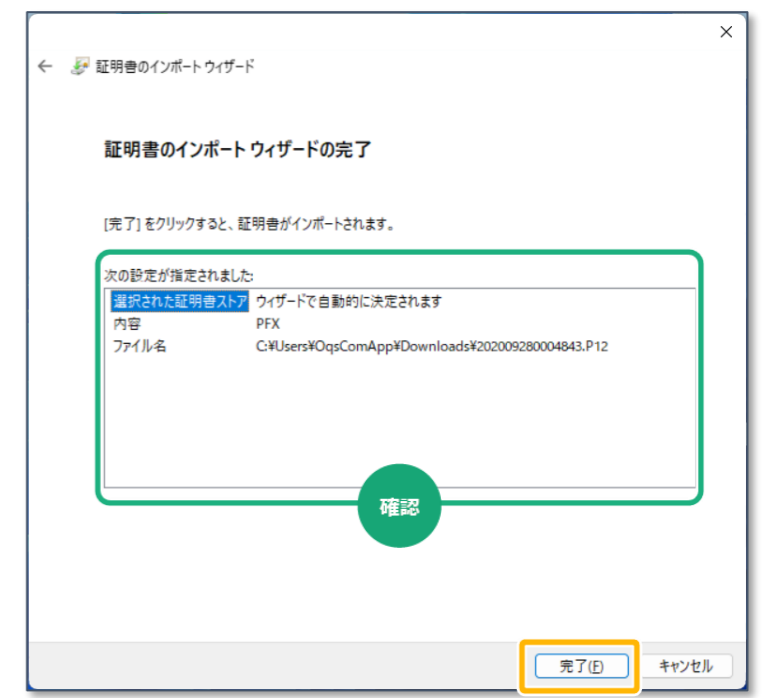 証明書のインポート ウィザード
証明書のインポート ウィザードの完了
[完了] をクリックすると、証明書がインポートされます。
次の設定が指定されました:
選択された証明書ストア ウィザードで自動的に決定されます
内容 PFX
ファイル名 C:¥Users¥OqsComApp¥Downloads¥202009280004843.P12
確認
完了(F) キャンセル